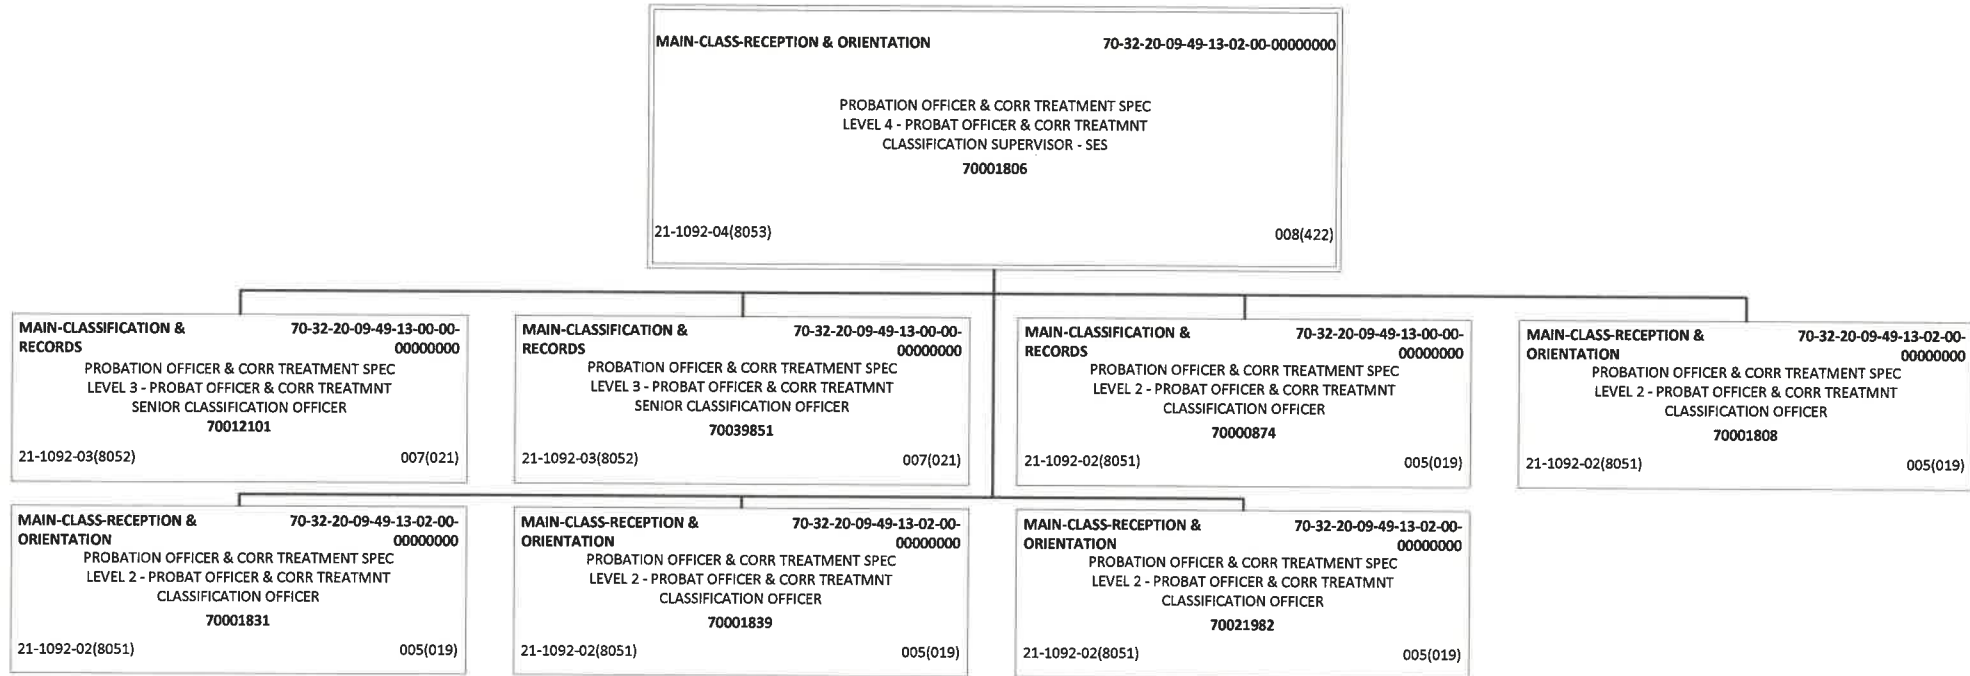 MAIN-CLASS-RECEPTION & ORIENTATION 70-32-20-09-49-13-02-00-00000000
PROBATION OFFICER & CORR TREATMENT SPEC
LEVEL 4 - PROBAT OFFICER & CORR TREATMNT
CLASSIFICATION SUPERVISOR - SES
70001806
21-1092-04(8053) 008(422)
MAIN-CLASSIFICATION & 70-32-20-09-49-13-00-00-
RECORDS 00000000
PROBATION OFFICER & CORR TREATMENT SPEC
LEVEL 3 - PROBAT OFFICER & CORR TREATMNT
SENIOR CLASSIFICATION OFFICER
70012101
21-1092-03(8052) 007(021)
MAIN-CLASSIFICATION & 70-32-20-09-49-13-00-00-
RECORDS 00000000
PROBATION OFFICER & CORR TREATMENT SPEC
LEVEL 3 - PROBAT OFFICER & CORR TREATMNT
SENIOR CLASSIFICATION OFFICER
70039851
21-1092-03(8052) 007(021)
MAIN-CLASSIFICATION & 70-32-20-09-49-13-00-00-
RECORDS 00000000
PROBATION OFFICER & CORR TREATMENT SPEC
LEVEL 2 - PROBAT OFFICER & CORR TREATMNT
CLASSIFICATION OFFICER
70000874
21-1092-02(8051) 005(019)
MAIN-CLASS-RECEPTION & 70-32-20-09-49-13-02-00-
ORIENTATION 00000000
PROBATION OFFICER & CORR TREATMENT SPEC
LEVEL 2 - PROBAT OFFICER & CORR TREATMNT
CLASSIFICATION OFFICER
70001808
21-1092-02(8051) 005(019)
MAIN-CLASS-RECEPTION & 70-32-20-09-49-13-02-00-
ORIENTATION 00000000
PROBATION OFFICER & CORR TREATMENT SPEC
LEVEL 2 - PROBAT OFFICER & CORR TREATMNT
CLASSIFICATION OFFICER
70001831
21-1092-02(8051) 005(019)
MAIN-CLASS-RECEPTION & 70-32-20-09-49-13-02-00-
ORIENTATION 00000000
PROBATION OFFICER & CORR TREATMENT SPEC
LEVEL 2 - PROBAT OFFICER & CORR TREATMNT
CLASSIFICATION OFFICER
70001839
21-1092-02(8051) 005(019)
MAIN-CLASS-RECEPTION & 70-32-20-09-49-13-02-00-
ORIENTATION 00000000
PROBATION OFFICER & CORR TREATMENT SPEC
LEVEL 2 - PROBAT OFFICER & CORR TREATMNT
CLASSIFICATION OFFICER
70021982
21-1092-02(8051) 005(019)